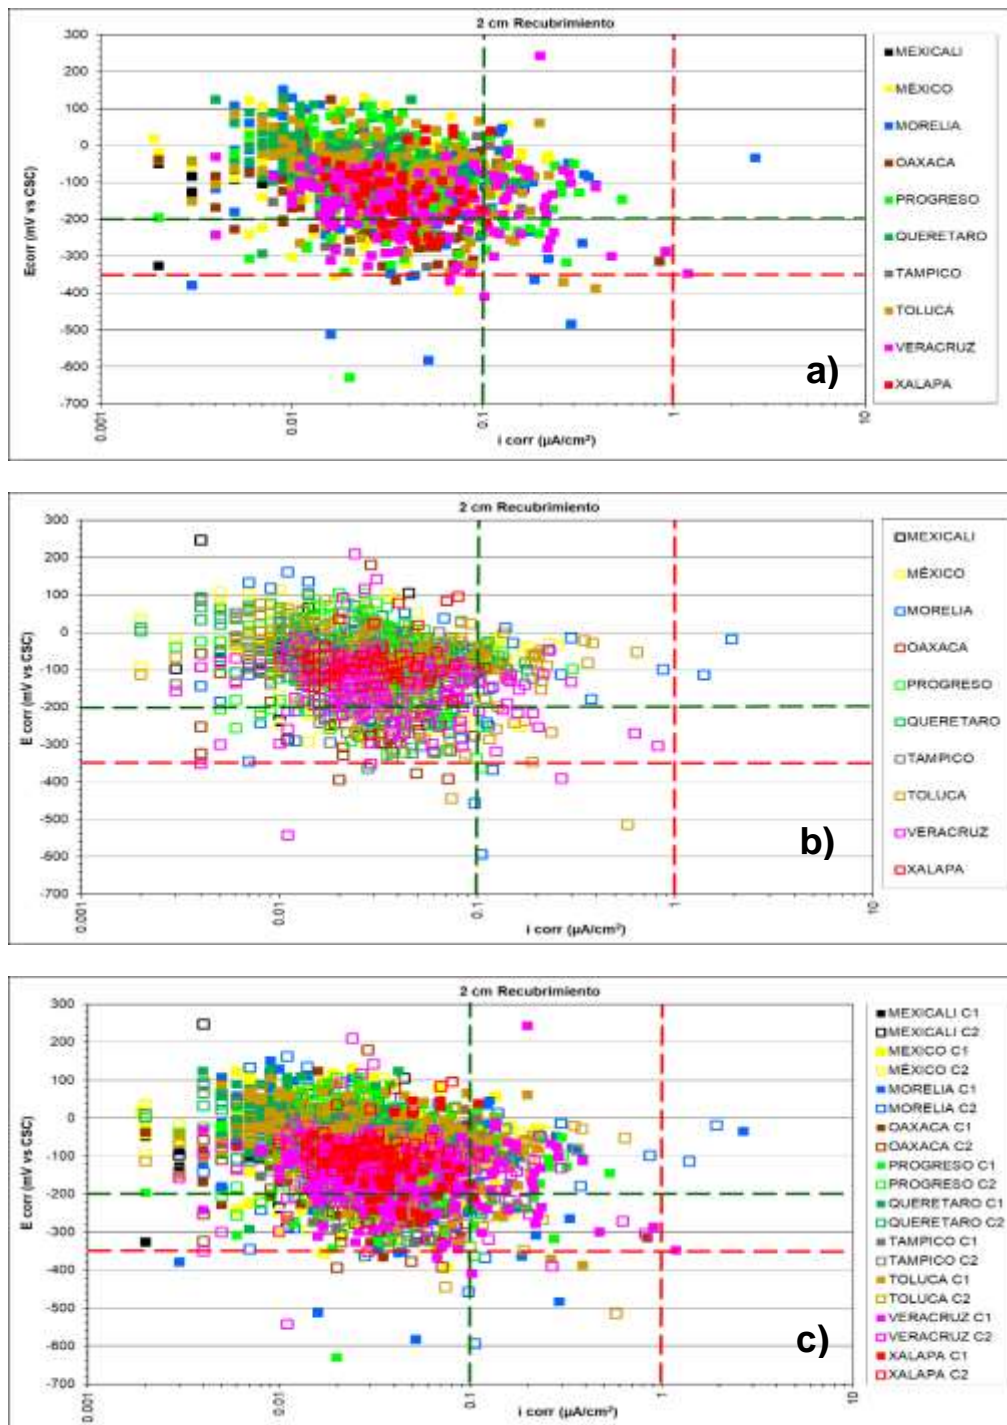 2 cm Recubrimiento
300
200
100
0
-100
-200
-300
-400
-500
-600
-700
Ecorr (mV vs CSC)
0.001
0.01
0.1
1
10
i corr (µA/cm²)
MEXICALI
MÉXICO
MORELIA
OAXACA
PROGRESO
QUERETARO
TAMPICO
TOLUCA
VERACRUZ
XALAPA
a)
2 cm Recubrimiento
300
200
100
0
-100
-200
-300
-400
-500
-600
-700
E corr (mV vs CSC)
0.001
0.01
0.1
1
10
i corr (µA/cm²)
MEXICALI
MÉXICO
MORELIA
OAXACA
PROGRESO
QUERETARO
TAMPICO
TOLUCA
VERACRUZ
XALAPA
b)
2 cm Recubrimiento
300
200
100
0
-100
-200
-300
-400
-500
-600
-700
E corr (mV vs CSC)
0.001
0.01
0.1
1
10
i corr (µA/cm²)
MEXICALI C1
MEXICALI C2
MEXICO C1
MÉXICO C2
MORELIA C1
MORELIA C2
OAXACA C1
OAXACA C2
PROGRESO C1
PROGRESO C2
QUERETARO C1
QUERETARO C2
TAMPICO C1
TAMPICO C2
TOLUCA C1
TOLUCA C2
VERACRUZ C1
VERACRUZ C2
XALAPA C1
XALAPA C2
c)